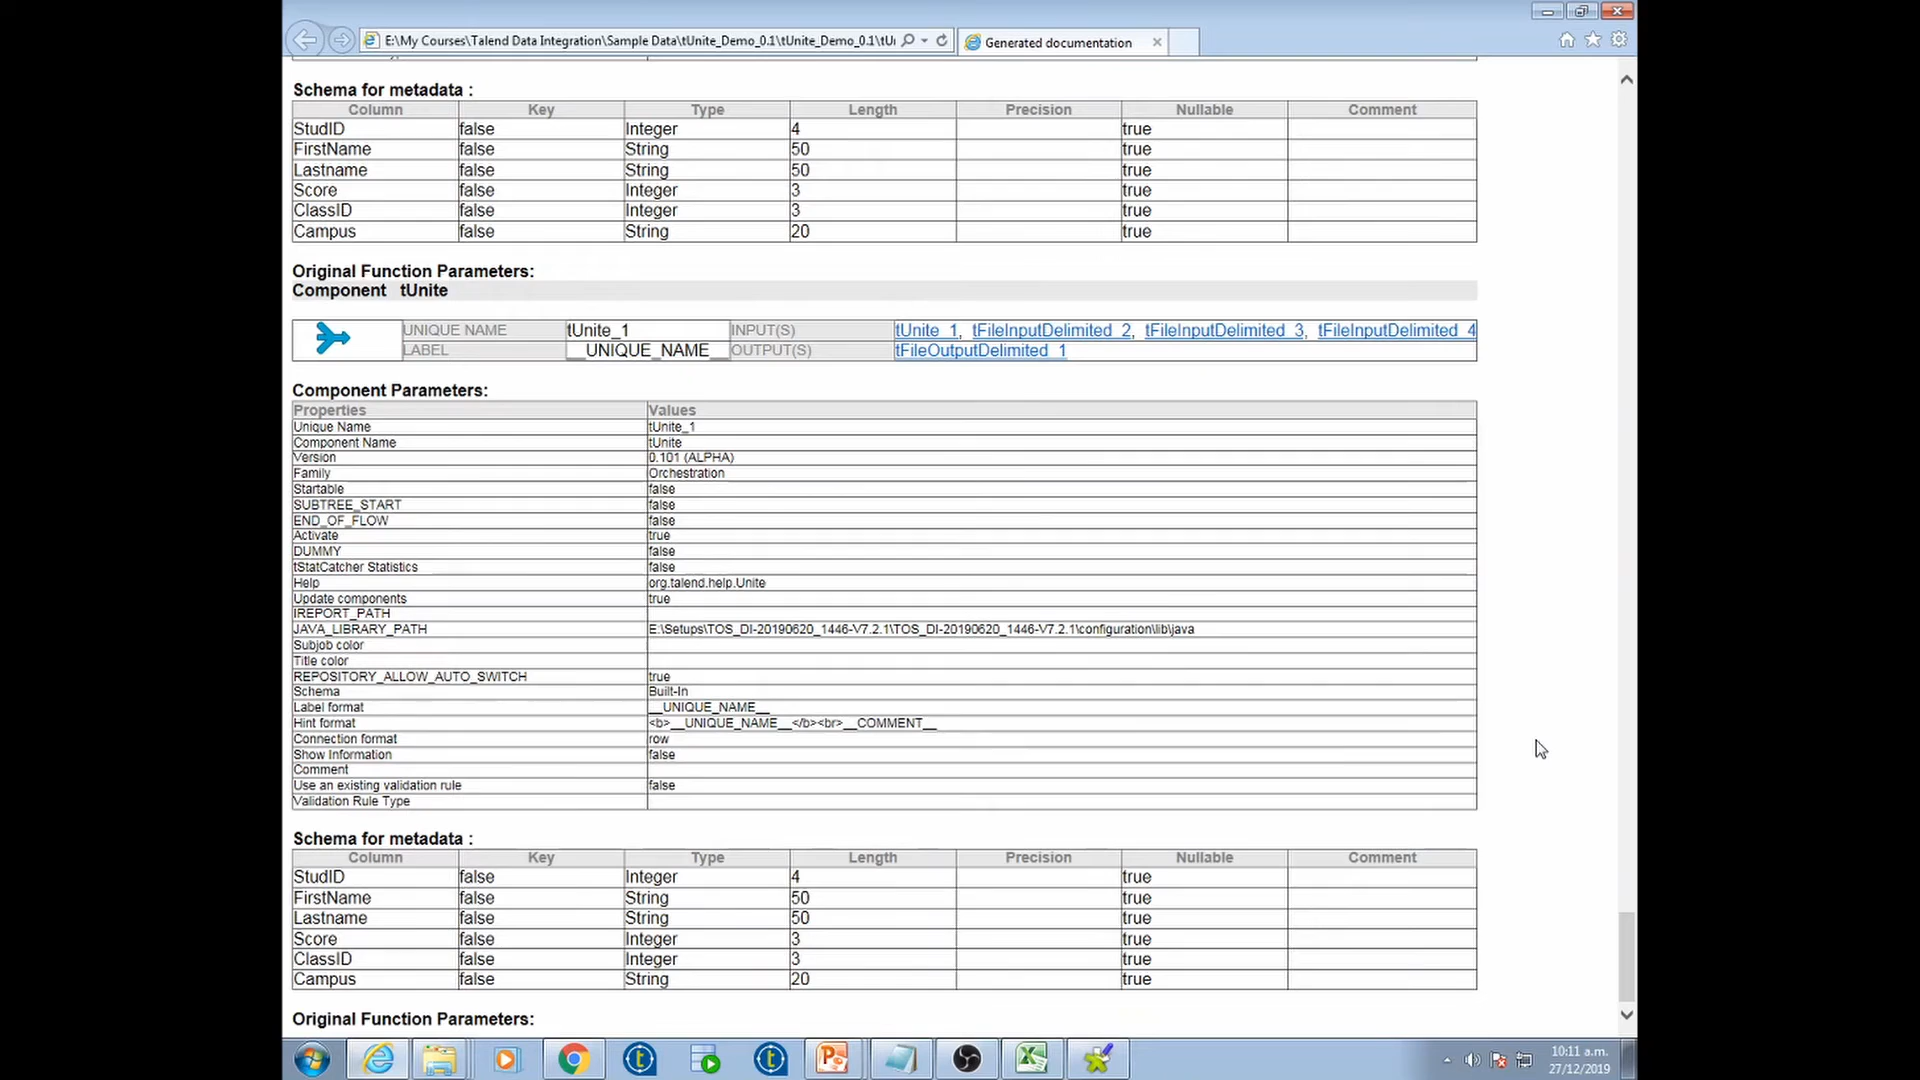 E:\My Courses\Talend Data Integration\Sample Data\tUnite_Demo_0.1\tUnite_Demo_0.1\tUi
Generated documentation
Schema for metadata :
Column Key Type Length Precision Nullable Comment
StudID false Integer 4 true
FirstName false String 50 true
Lastname false String 50 true
Score false Integer 3 true
ClassID false Integer 3 true
Campus false String 20 true
Original Function Parameters:
Component tUnite
UNIQUE NAME tUnite_1 INPUT(S) tUnite_1, tFileInputDelimited_2, tFileInputDelimited_3, tFileInputDelimited_4
LABEL __UNIQUE_NAME__ OUTPUT(S) tFileOutputDelimited_1
Component Parameters:
Properties Values
Unique Name tUnite_1
Component Name tUnite
Version 0.101 (ALPHA)
Family Orchestration
Startable false
SUBTREE_START false
END_OF_FLOW false
Activate true
DUMMY false
tStatCatcher Statistics false
Help org.talend.help.Unite
Update components true
IREPORT_PATH
JAVA_LIBRARY_PATH E:\Setups\TOS_DI-20190620_1446-V7.2.1\TOS_DI-20190620_1446-V7.2.1\configuration\lib\java
Subjob color
Title color
REPOSITORY_ALLOW_AUTO_SWITCH true
Schema Built-In
Label format __UNIQUE_NAME__
Hint format <b>__UNIQUE_NAME__</b><br>__COMMENT__
Connection format row
Show Information false
Comment
Use an existing validation rule false
Validation Rule Type
Schema for metadata :
Column Key Type Length Precision Nullable Comment
StudID false Integer 4 true
FirstName false String 50 true
Lastname false String 50 true
Score false Integer 3 true
ClassID false Integer 3 true
Campus false String 20 true
Original Function Parameters:
10:11 a.m.
27/12/2019